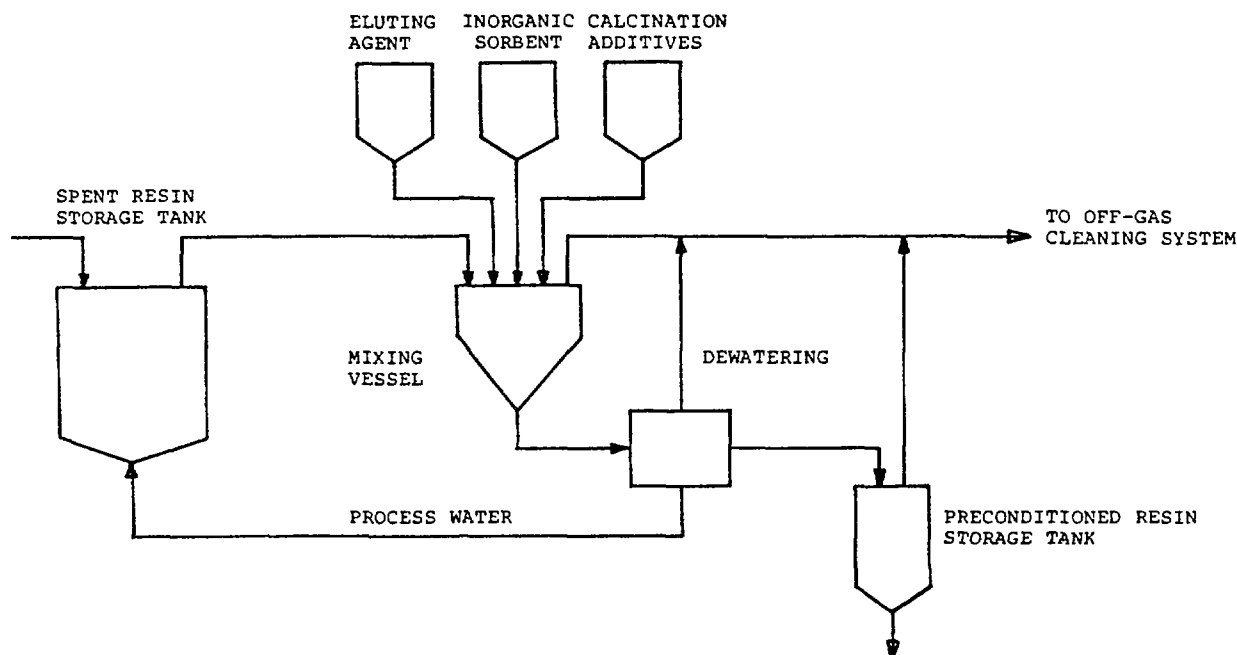 ELUTING
AGENT
INORGANIC
SORBENT
CALCINATION
ADDITIVES
SPENT RESIN
STORAGE TANK
TO OFF-GAS
CLEANING SYSTEM
MIXING
VESSEL
DEWATERING
PROCESS WATER
PRECONDITIONED RESIN
STORAGE TANK